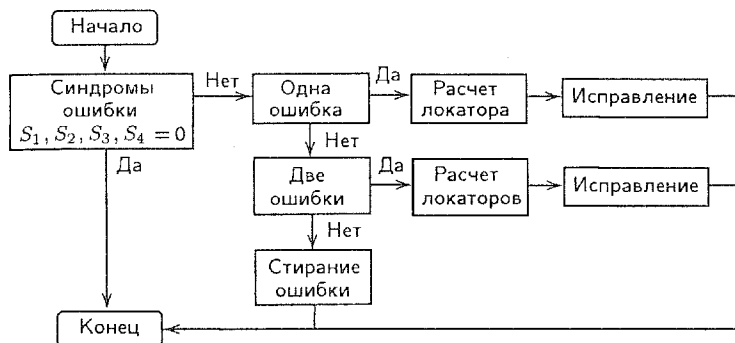 Начало
Синдромы
ошибки
S₁, S₂, S₃, S₄ = 0
Нет
Одна
ошибка
Да
Расчет
локатора
Исправление
Нет
Да
Две
ошибки
Да
Расчет
локаторов
Исправление
Нет
Стирание
ошибки
Конец